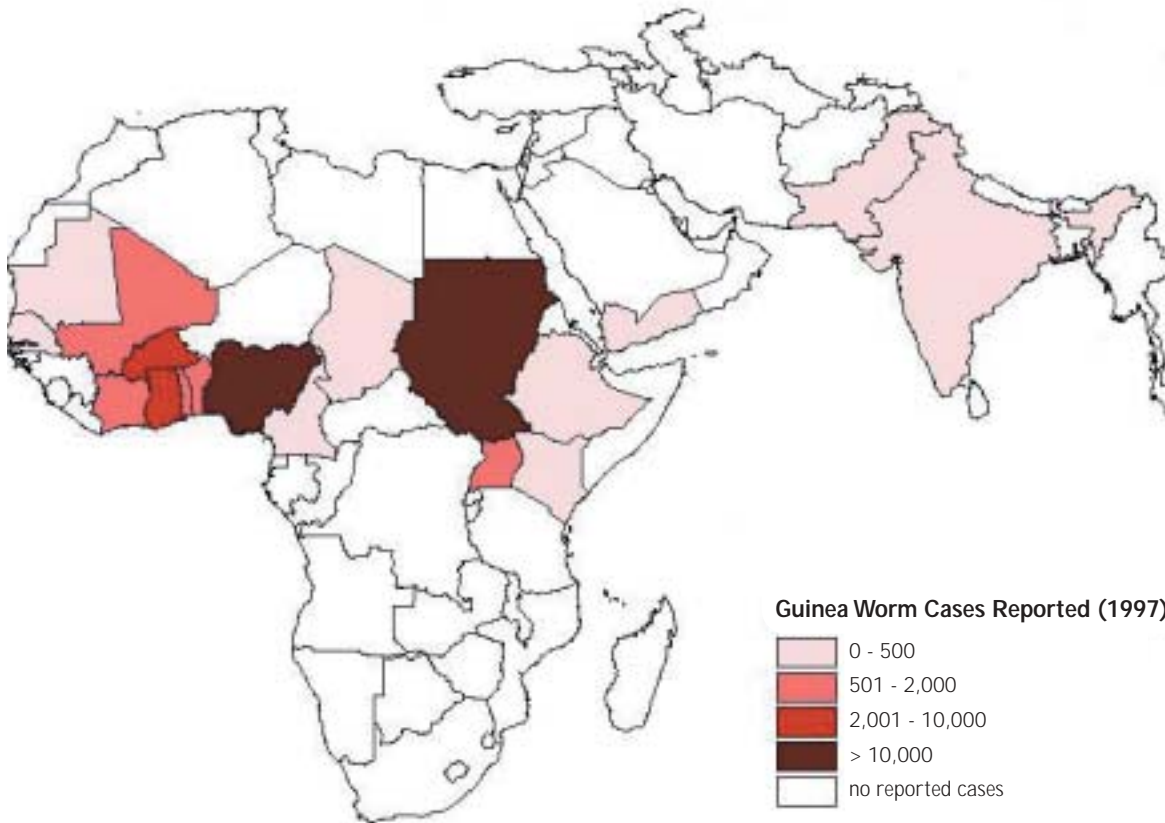 Guinea Worm Cases Reported (1997)
0 - 500
501 - 2,000
2,001 - 10,000
> 10,000
no reported cases